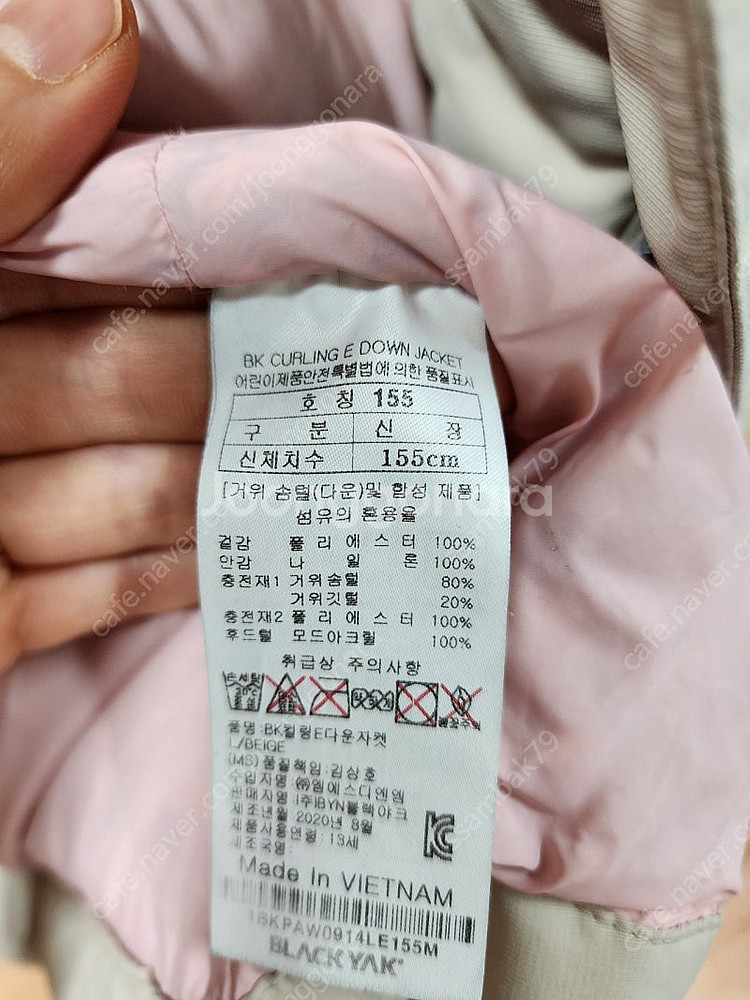 BK CURLING E DOWN JACKET
어린이제품안전특별법에 의한 품질표시
호 칭 155
구 분 신 장
신체치수 155cm
[거위 솜털(다운)및 합성 제품]
섬유의 혼용율
겉감 폴리에스터 100%
안감 나일론 100%
충전재1 거위솜털 80%
거위깃털 20%
충전재2 폴리에스터 100%
후드털 모드아크릴 100%
취급상 주의사항
품명:BK컬링E다운자켓
L/BEIGE
(MS)품질책임:김상호
수입자명:㈜엠에스디엔엠
판매자명:(주)BYN블랙야크
제조년월 2020년 8월
제품사용연령:13세
제조국명:
Made In VIETNAM
1BKPAW0914LE155M
BLACK YAK
Joonggonara
cafe.naver.com/joonggonara
ssambak79